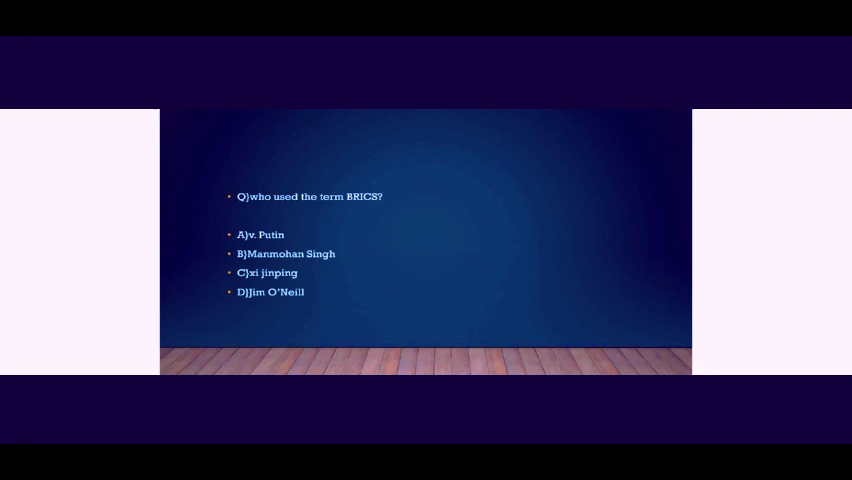 • Q)who used the term BRICS?
• A)v. Putin
• B)Manmohan Singh
• C)xi jinping
• D)Jim O'Neill